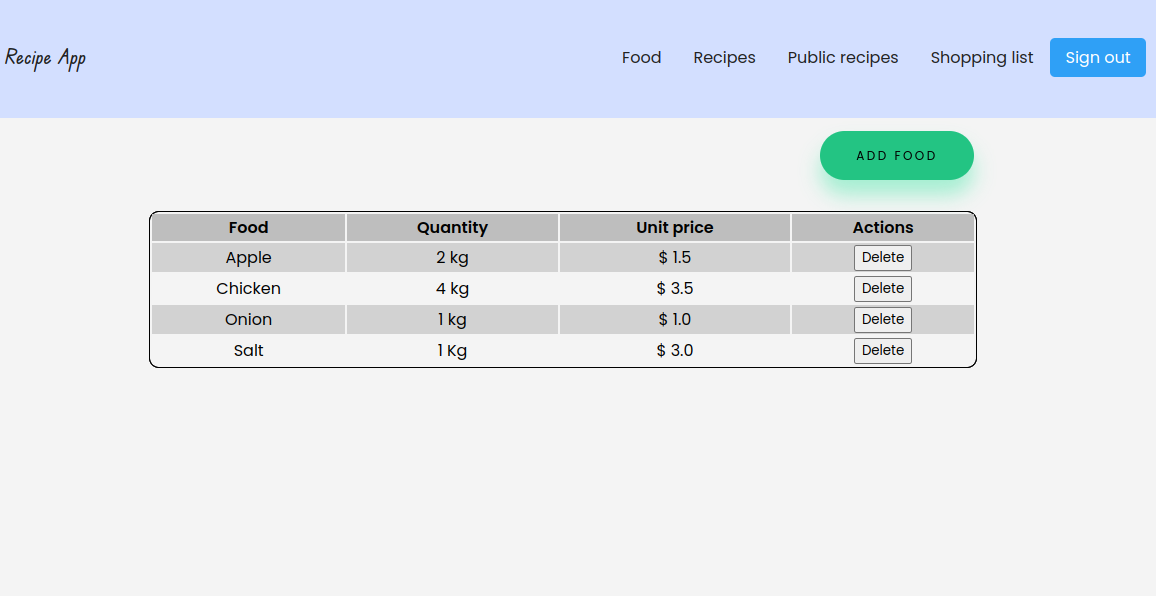 Recipe App Food Recipes Public recipes Shopping list Sign out
ADD FOOD
Food Quantity Unit price Actions
Apple 2 kg $ 1.5 Delete
Chicken 4 kg $ 3.5 Delete
Onion 1 kg $ 1.0 Delete
Salt 1 Kg $ 3.0 Delete